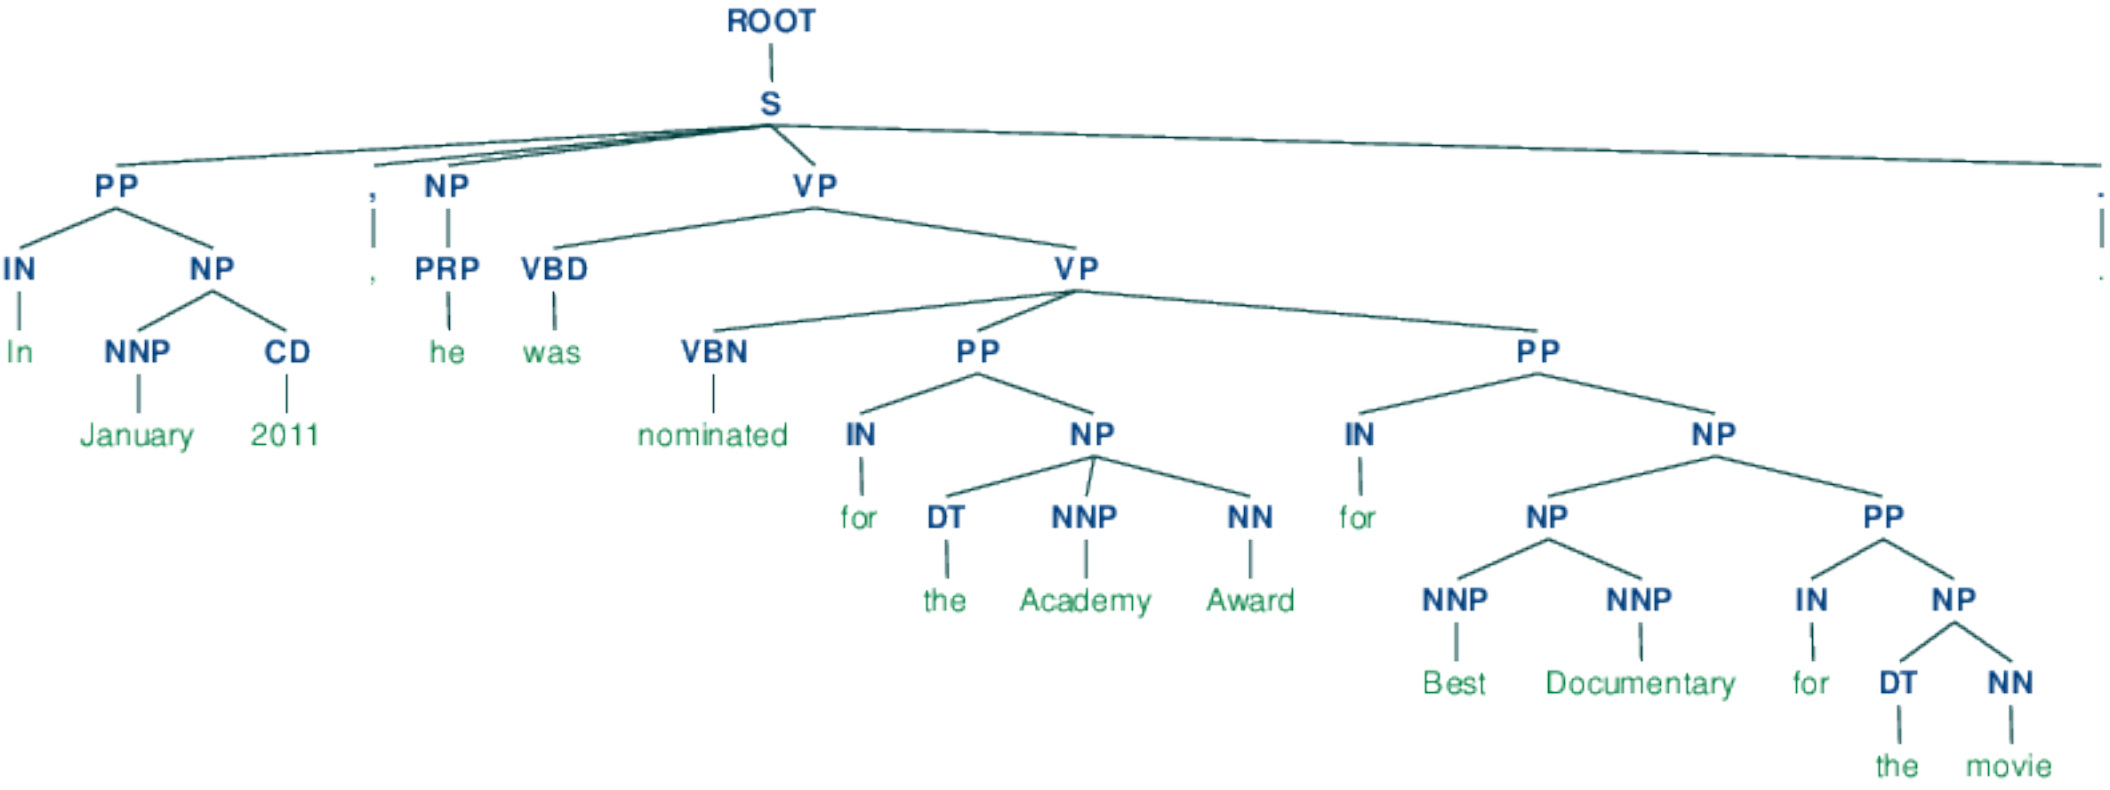 ROOT
S
PP , NP VP .
IN NP , PRP VBD VP .
In NNP CD he was VBN PP PP
January 2011 nominated IN NP IN NP
for DT NNP NN for NP PP
the Academy Award NNP NNP IN NP
Best Documentary for DT NN
the movie